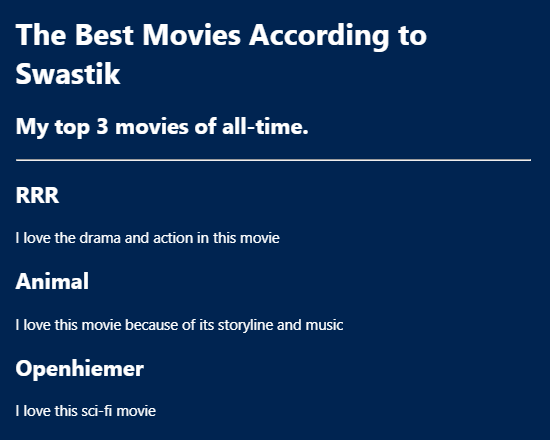 The Best Movies According to
Swastik
My top 3 movies of all-time.
RRR
I love the drama and action in this movie
Animal
I love this movie because of its storyline and music
Openhiemer
I love this sci-fi movie